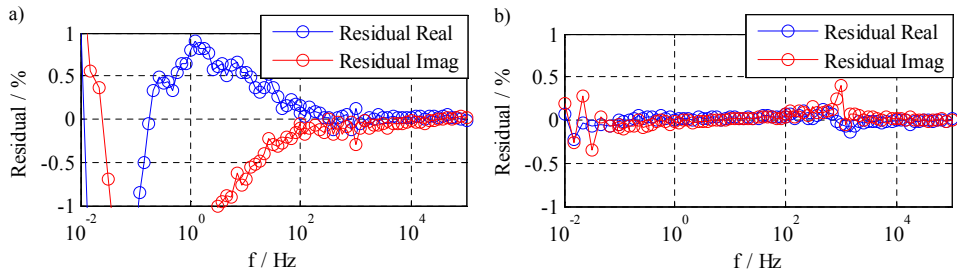 a)
Residual / %
1
0.5
0
-0.5
-1
Residual Real
Residual Imag
10-2
100
102
104
f / Hz
b)
Residual / %
1
0.5
0
-0.5
-1
Residual Real
Residual Imag
10-2
100
102
104
f / Hz